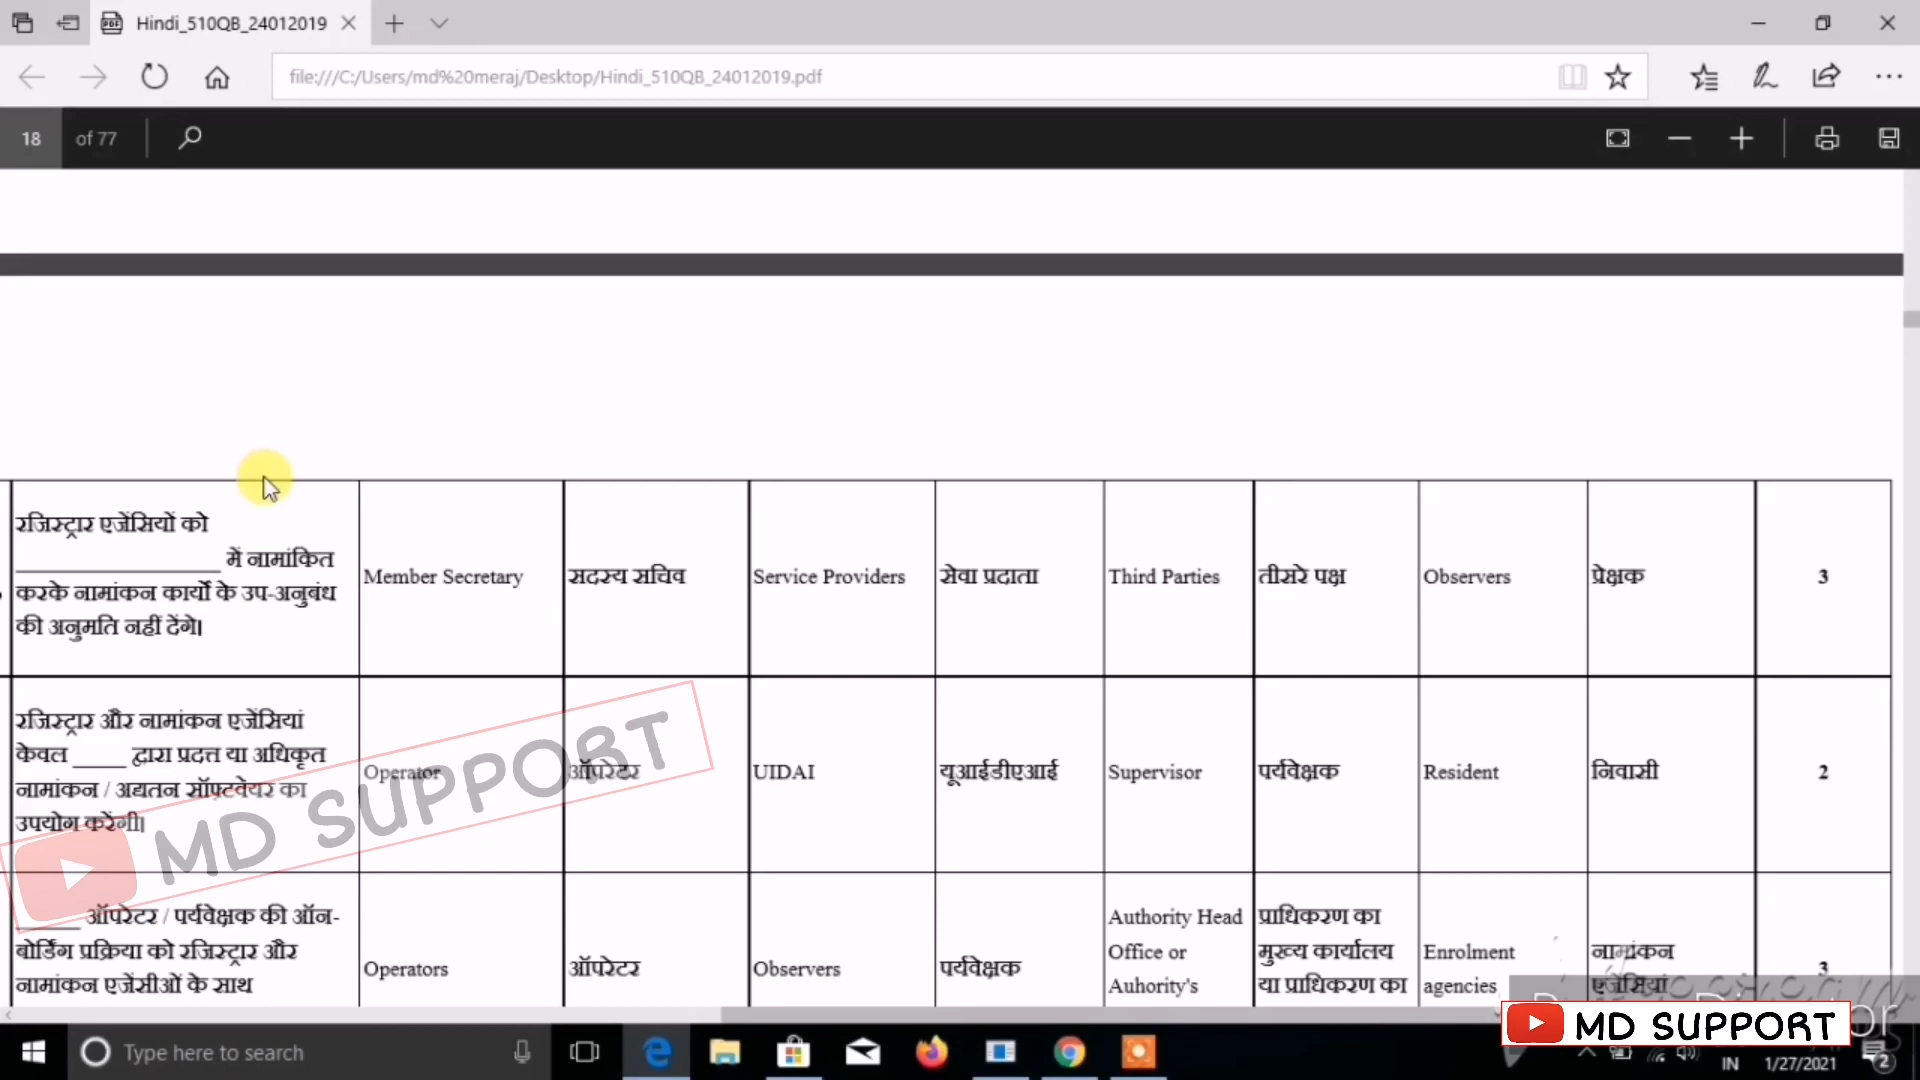 Hindi_510QB_24012019
file:///C:/Users/md%20meraj/Desktop/Hindi_510QB_24012019.pdf
18 of 77
रजिस्ट्रार एजेंसियों को
____________________ में नामांकित
करके नामांकन कार्यों के उप-अनुबंध
की अनुमति नहीं देंगे।
Member Secretary
सदस्य सचिव
Service Providers
सेवा प्रदाता
Third Parties
तीसरे पक्ष
Observers
प्रेक्षक
3
रजिस्ट्रार और नामांकन एजेंसियां
केवल _____ द्वारा प्रदत्त या अधिकृत
नामांकन / अद्यतन सॉफ़्टवेयर का
उपयोग करेंगी।
Operator
ऑपरेटर
UIDAI
यूआईडीएआई
Supervisor
पर्यवेक्षक
Resident
निवासी
2
MD SUPPORT
______ ऑपरेटर / पर्यवेक्षक की ऑन-
बोर्डिंग प्रक्रिया को रजिस्ट्रार और
नामांकन एजेंसीओं के साथ
Operators
ऑपरेटर
Observers
पर्यवेक्षक
Authority Head
Office or
Auhority's
प्राधिकरण का
मुख्य कार्यालय
या प्राधिकरण का
Enrolment
agencies
नामांकन
एजेंसियां
3
MD SUPPORT
Type here to search
IN
1/27/2021
2